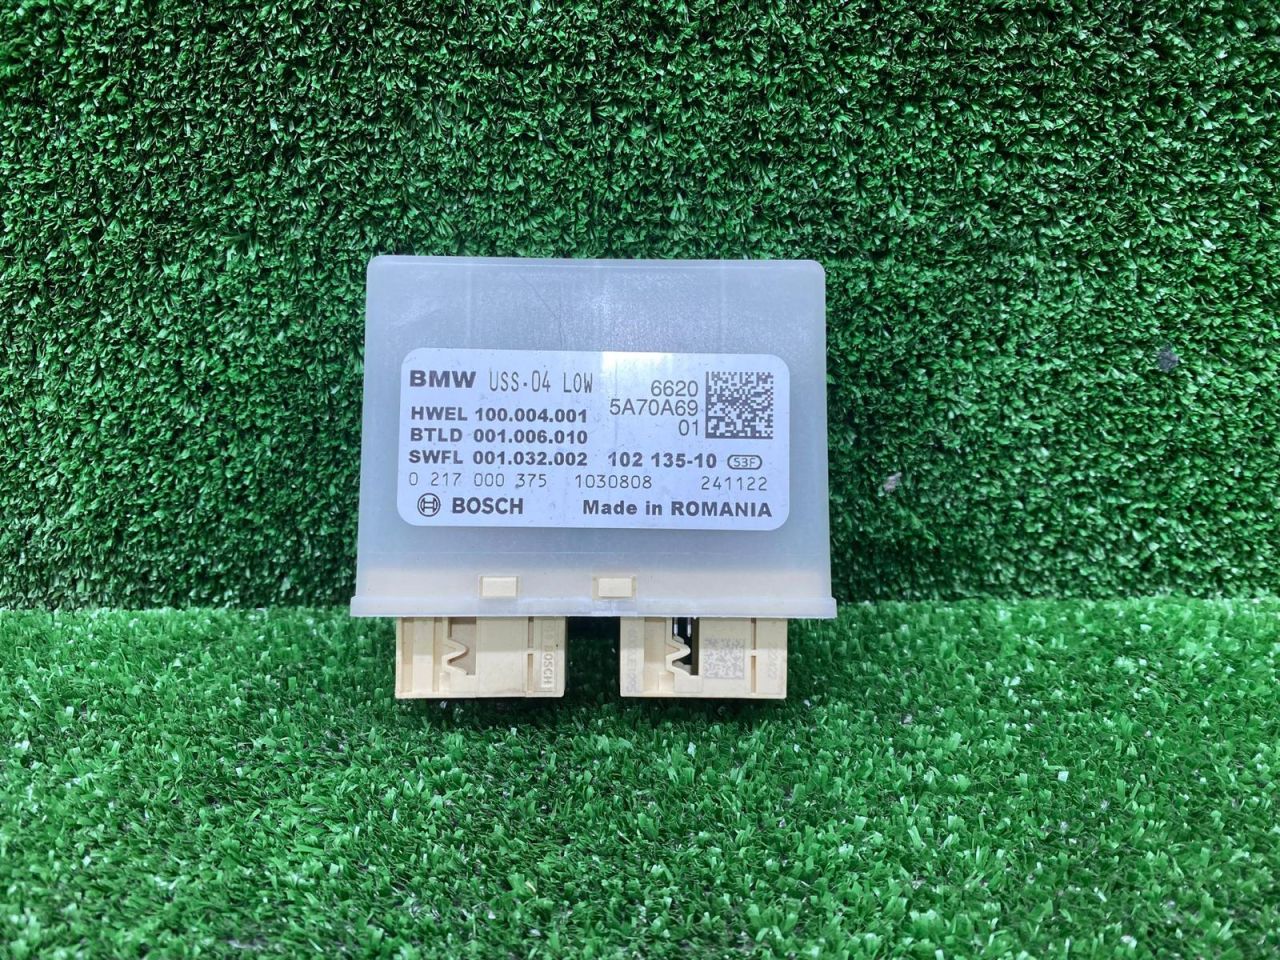 BMW USS-04 LOW 6620
HWEL 100.004.001 5A70A69
BTLD 001.006.010 01
SWFL 001.032.002 102 135-10 S3F
0 217 000 375 1030808 241122
BOSCH Made in ROMANIA
BOSCH